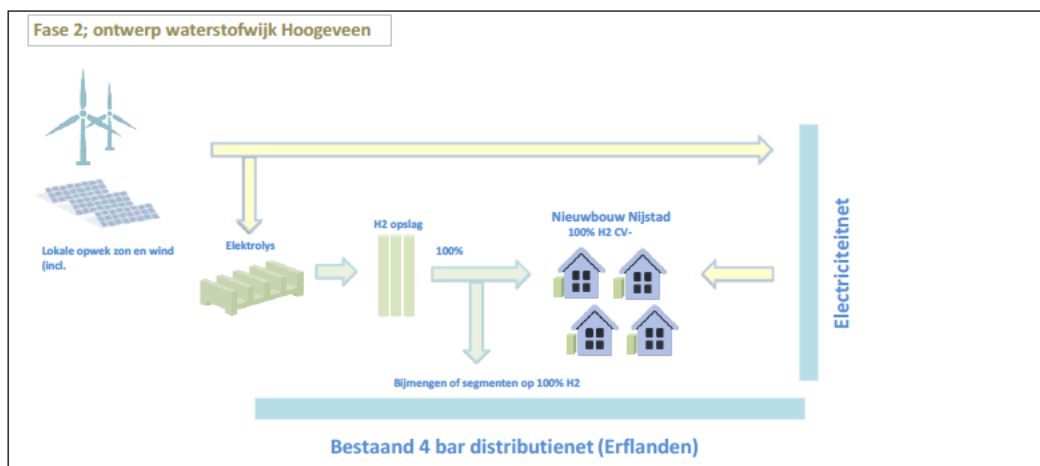 Fase 2; ontwerp waterstofwijk Hoogeveen
Lokale opwek zon en wind
(incl.
Elektrolys
H2 opslag
100%
Nieuwbouw Nijstad
100% H2 CV-
Electriciteitnet
Bijmengen of segmenten op 100% H2
Bestaand 4 bar distributienet (Erflanden)